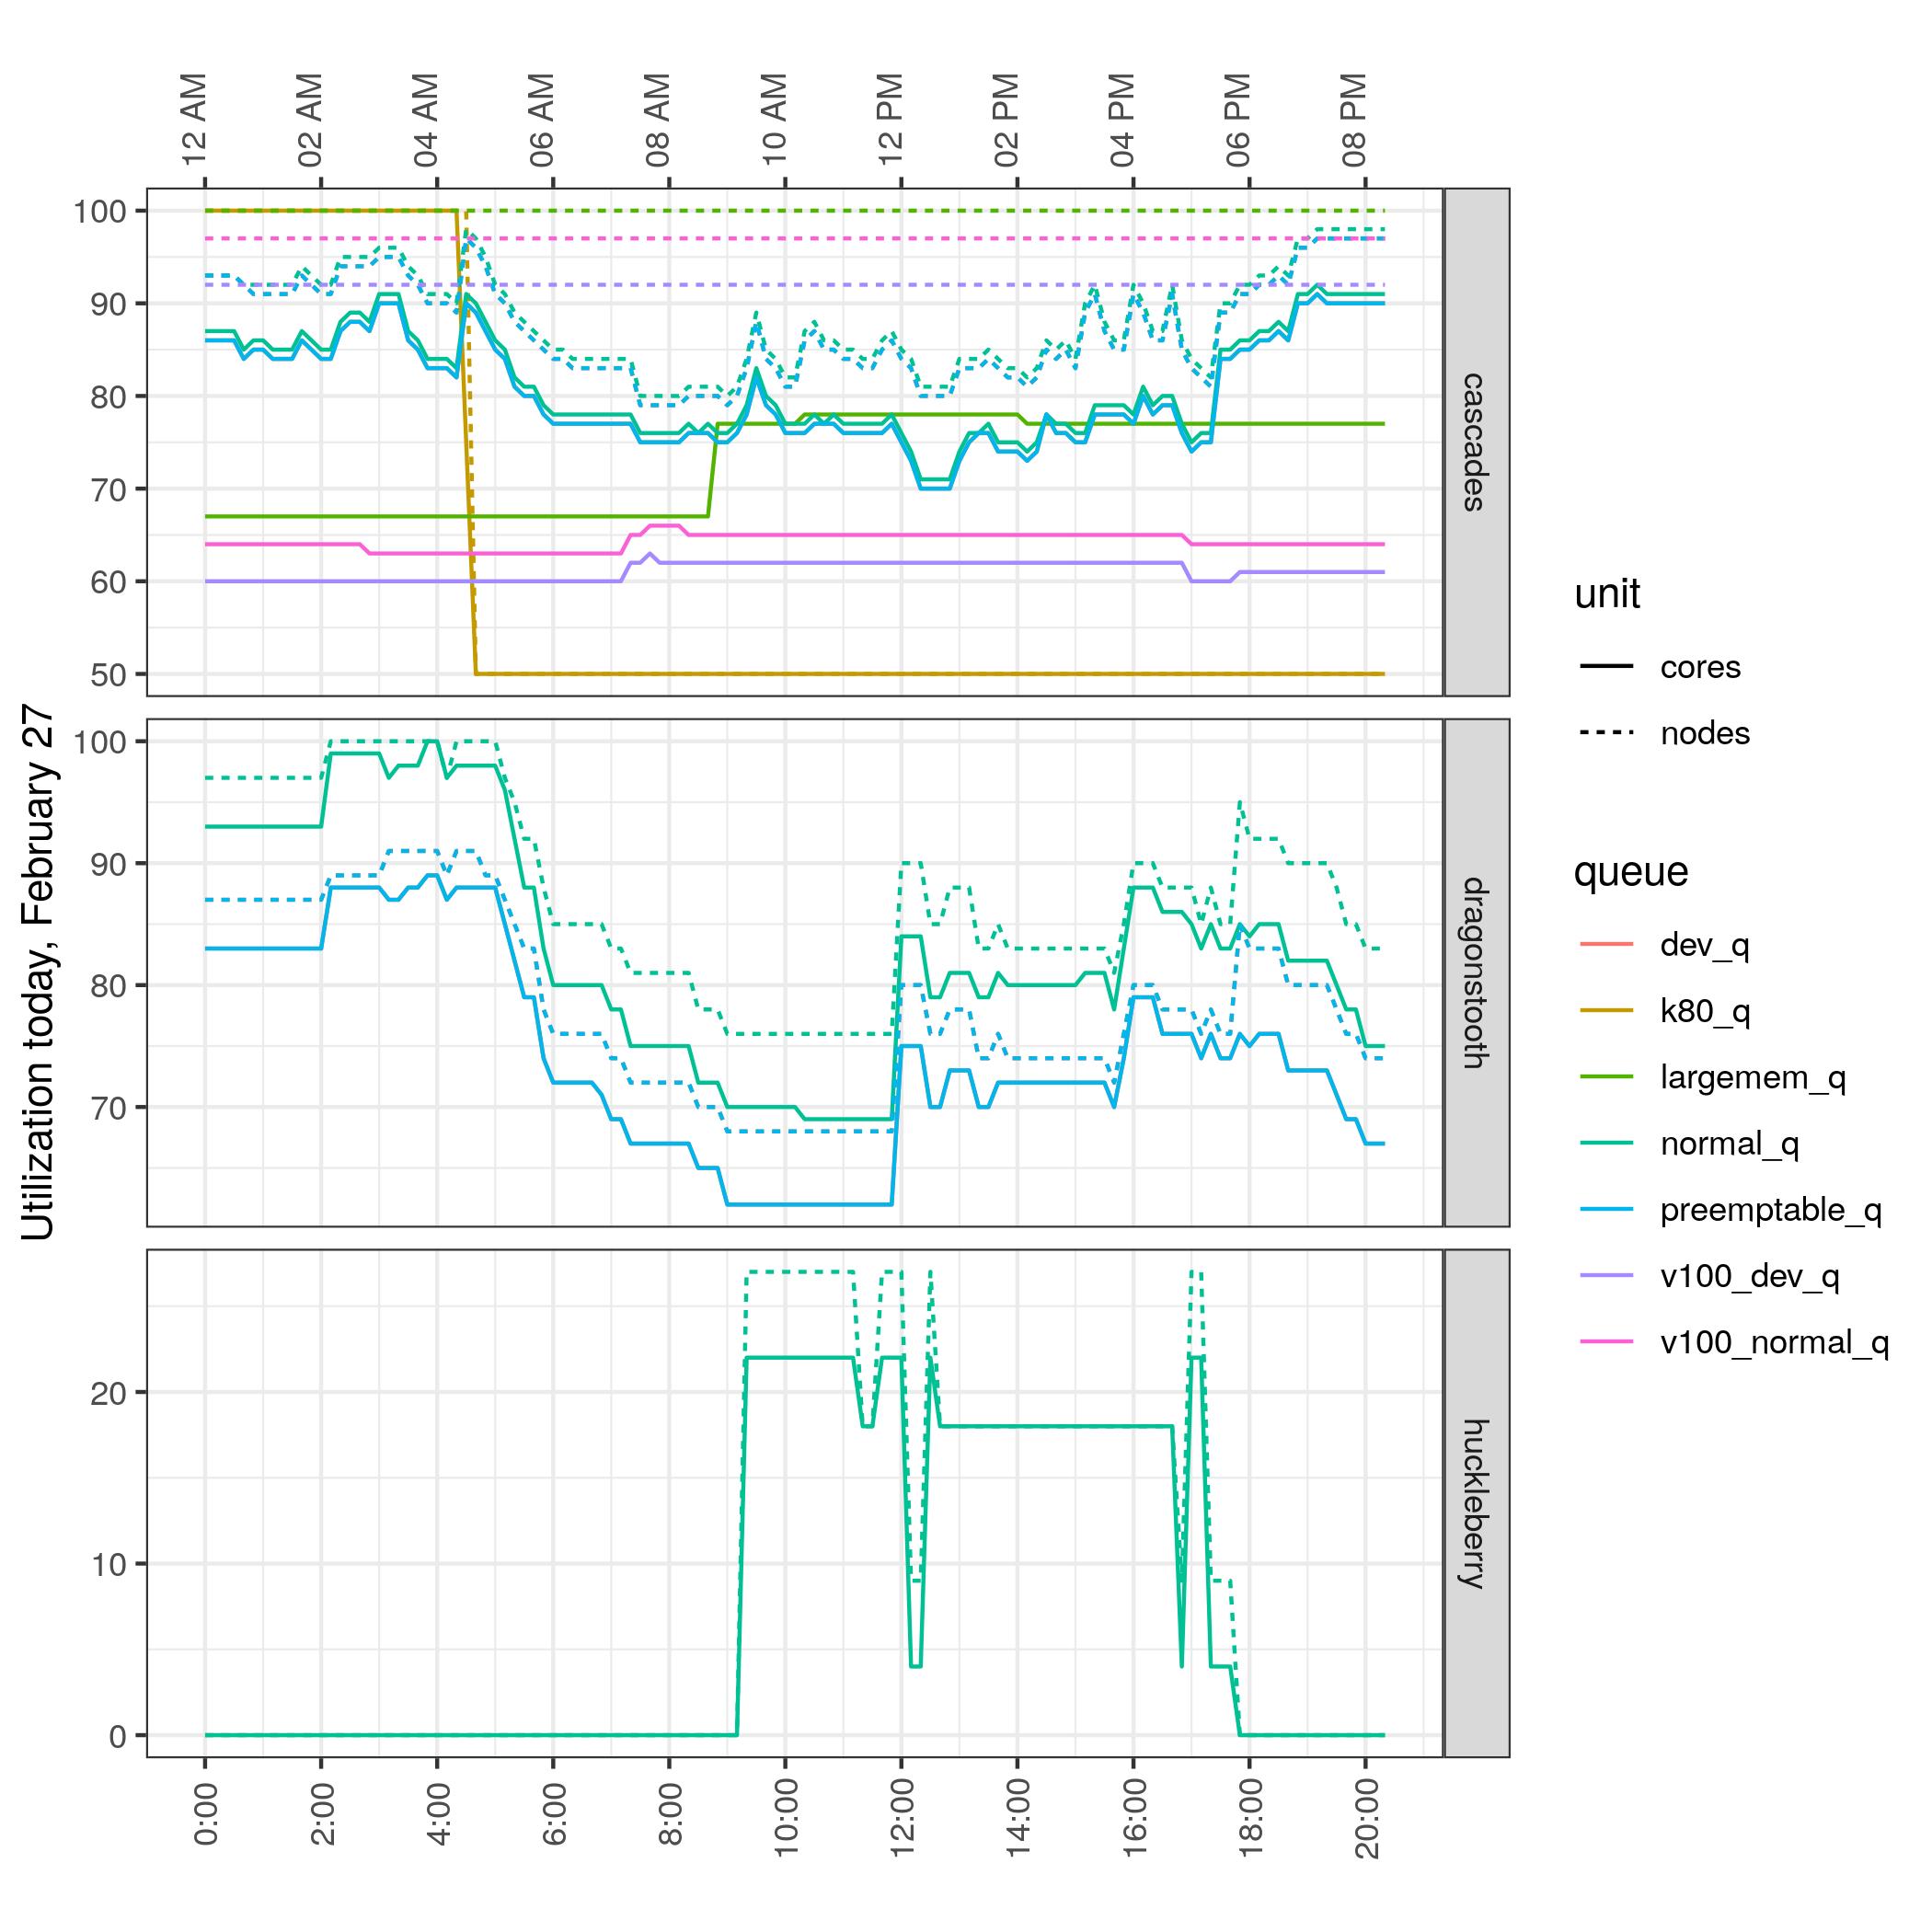 12 AM
02 AM
04 AM
06 AM
08 AM
10 AM
12 PM
02 PM
04 PM
06 PM
08 PM
Utilization today, February 27
100
90
80
70
60
50
cascades
100
90
80
70
dragonstooth
20
10
0
huckleberry
0:00
2:00
4:00
6:00
8:00
10:00
12:00
14:00
16:00
18:00
20:00
unit
cores
nodes
queue
dev_q
k80_q
largemem_q
normal_q
preemptable_q
v100_dev_q
v100_normal_q